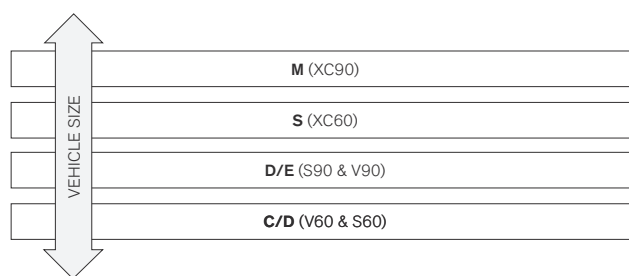 VEHICLE SIZE
M (XC90)
S (XC60)
D/E (S90 & V90)
C/D (V60 & S60)